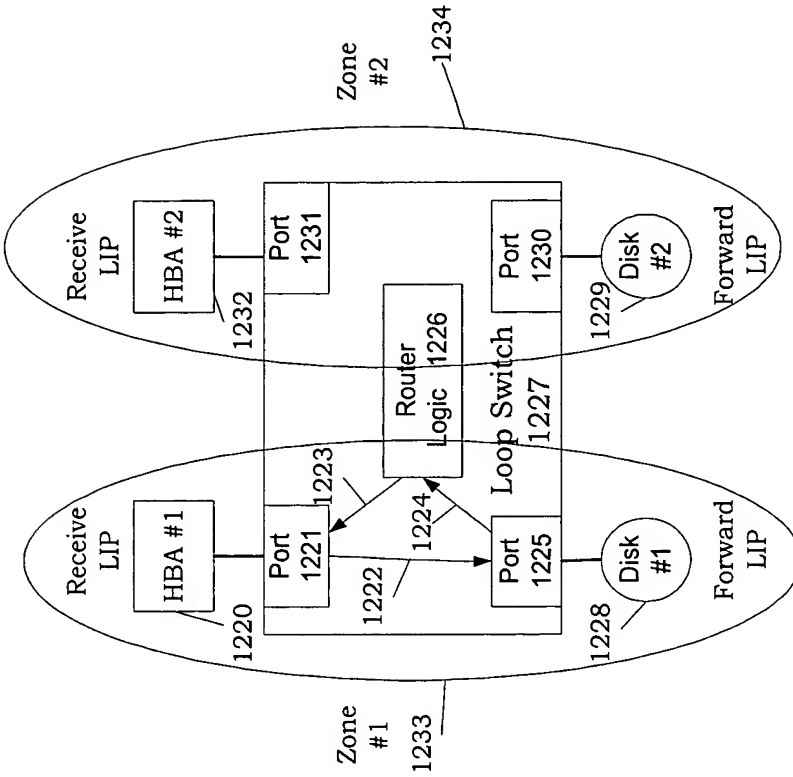 Zone
#1
1233
Receive
LIP
HBA #1
1220
Port
1221
1222
1223
1224
Port
1225
Disk
#1
1228
Forward
LIP
Router
Logic
1226
Loop Switch
1227
Receive
LIP
HBA #2
1232
Port
1231
Port
1230
Disk
#2
1229
Forward
LIP
Zone
#2
1234